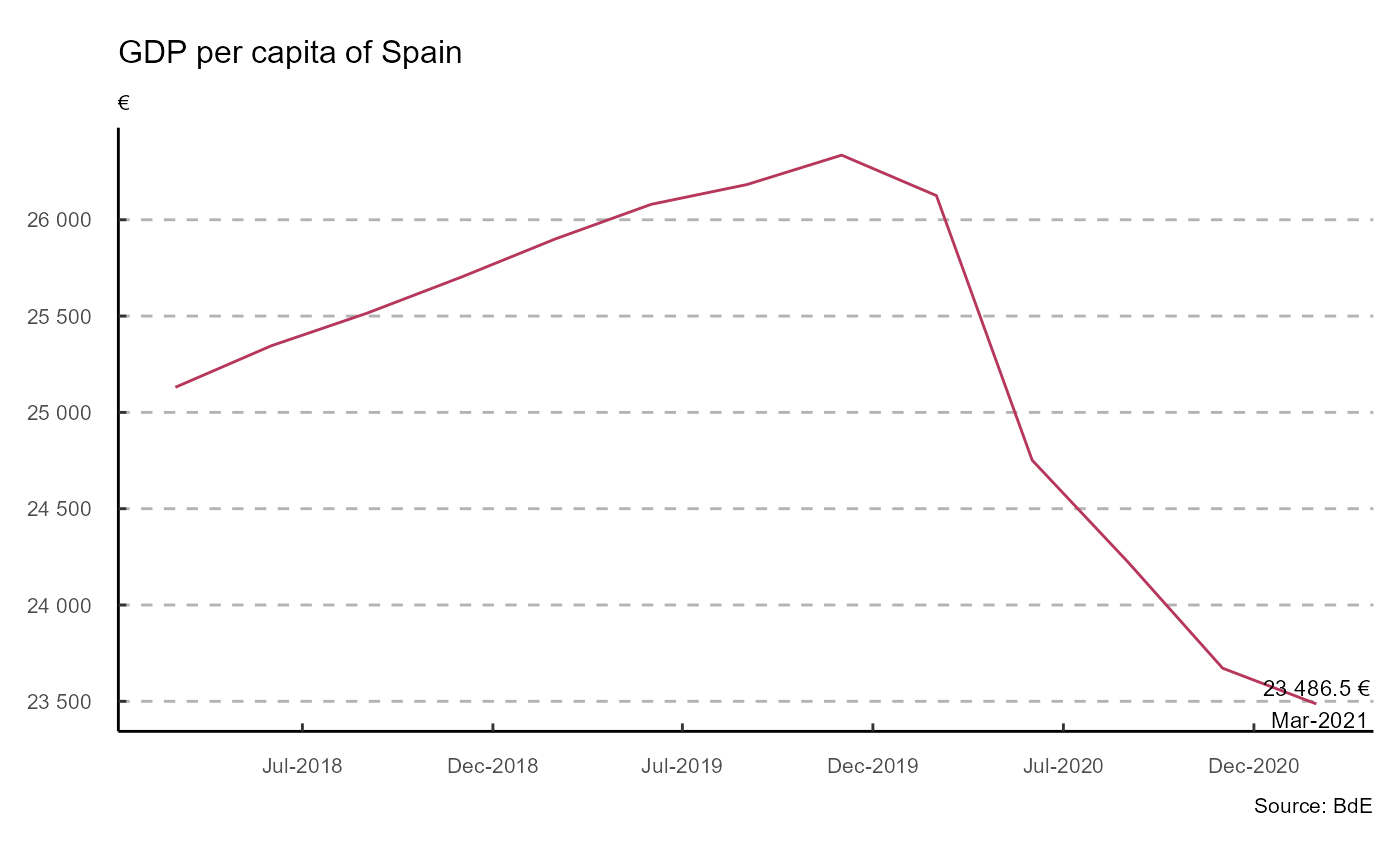 GDP per capita of Spain
€
26 000
25 500
25 000
24 500
24 000
23 500
23 486.5 €
Mar-2021
Jul-2018 Dec-2018 Jul-2019 Dec-2019 Jul-2020 Dec-2020
Source: BdE